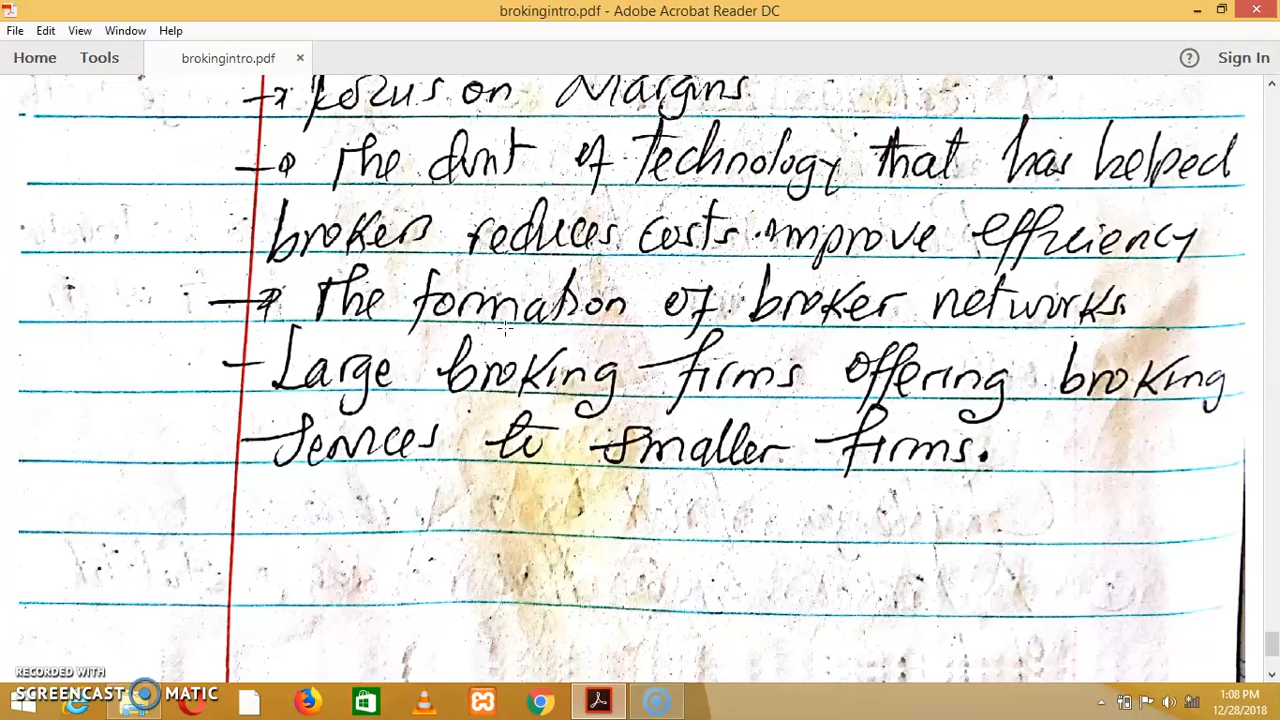 brokingintro.pdf - Adobe Acrobat Reader DC
File Edit View Window Help
Home Tools brokingintro.pdf × ? Sign In
Focus on Margins
The of Technology that has helped
brokers reduces costs improve efficiency
The formation of broker networks.
- Large broking firms offering broking
Services to smaller firms.
RECORDED WITH
SCREENCAST MATIC
1:08 PM
12/28/2018